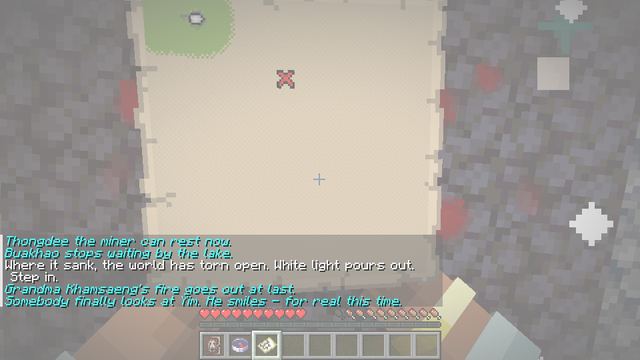 Thongdee the miner can rest now.
Buakhao stops waiting by the lake.
Where it sank, the world has torn open. White light pours out.
Step in.
Grandma Khamsaeng's fire goes out at last.
Somebody finally looks at Tim. He smiles - for real this time.